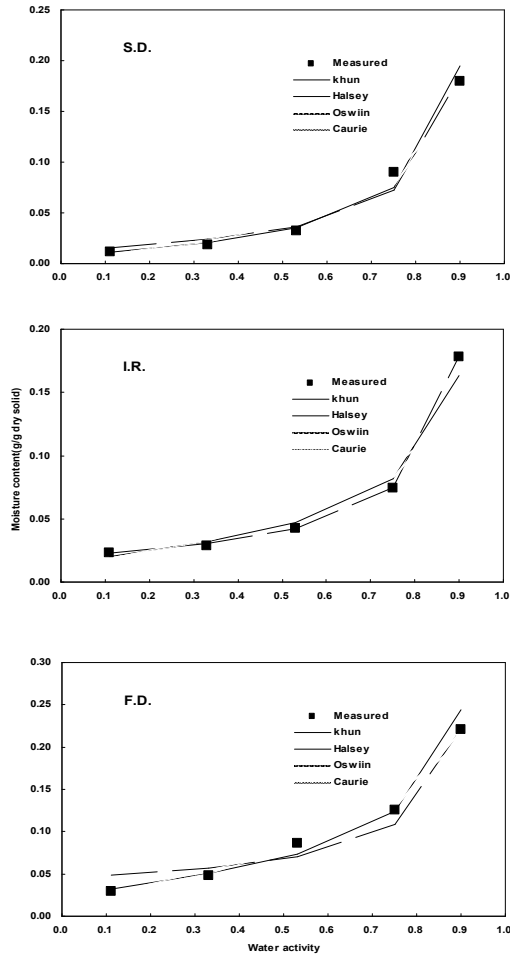 0.25
S.D.
0.20
Measured
khun
Halsey
0.15
Oswiin
Caurie
0.10
0.05
0.00
0.0 0.1 0.2 0.3 0.4 0.5 0.6 0.7 0.8 0.9 1.0
0.20
I.R.
0.15
Measured
khun
Halsey
Oswiin
Caurie
0.10
0.05
0.00
0.0 0.1 0.2 0.3 0.4 0.5 0.6 0.7 0.8 0.9 1.0
Moisture content(g/g dry solid)
0.30
F.D.
0.25
Measured
khun
Halsey
0.20
Oswiin
Caurie
0.15
0.10
0.05
0.00
0.0 0.1 0.2 0.3 0.4 0.5 0.6 0.7 0.8 0.9 1.0
Water activity